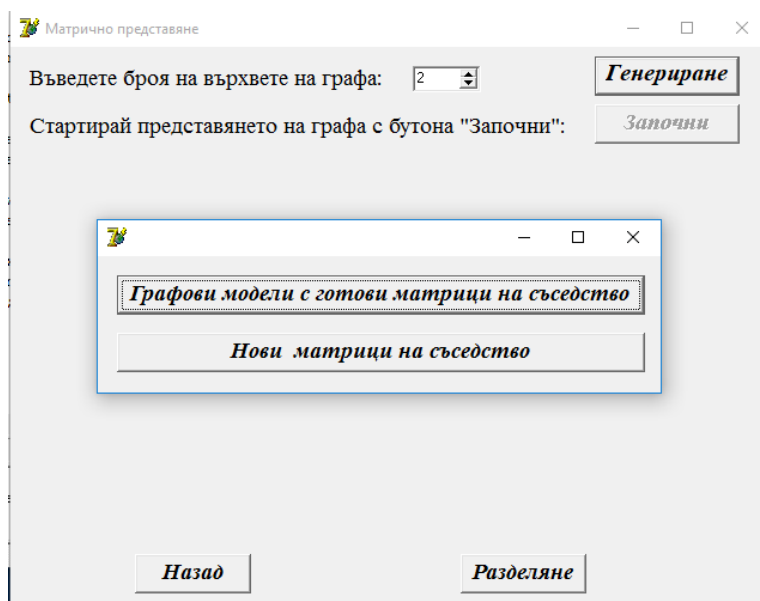 Матрично представяне
Въведете броя на върхвете на графа: 2 Генериране
Стартирай представянето на графа с бутона "Започни": Започни
Графови модели с готови матрици на съседство
Нови матрици на съседство
Назад Разделяне